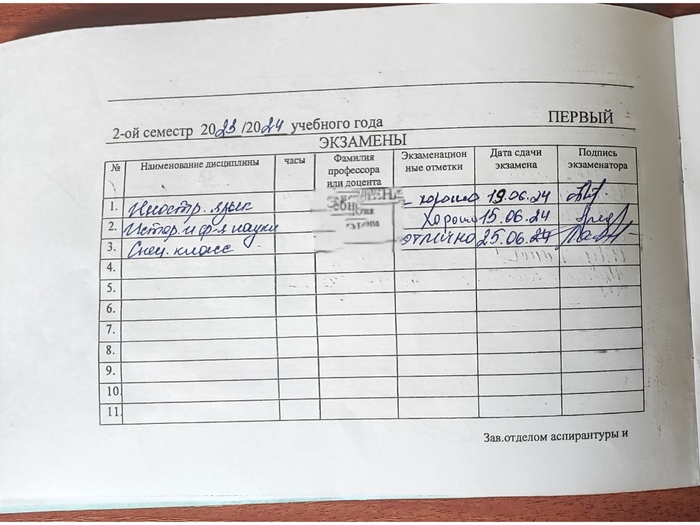 2-ой семестр 2023/2024 учебного года ПЕРВЫЙ
ЭКЗАМЕНЫ
№ Наименование дисциплины часы Фамилия профессора или доцента Экзаменацион ные отметки Дата сдачи экзамена Подпись экзаменатора
1. Иностр. язык хорошо 19.06.24
2. Истор. и ф-я науки Хорошо 15.06.24
3. Спец. класс отлично 25.06.24
4.
5.
6.
7.
8.
9.
10.
11.
Зав.отделом аспирантуры и